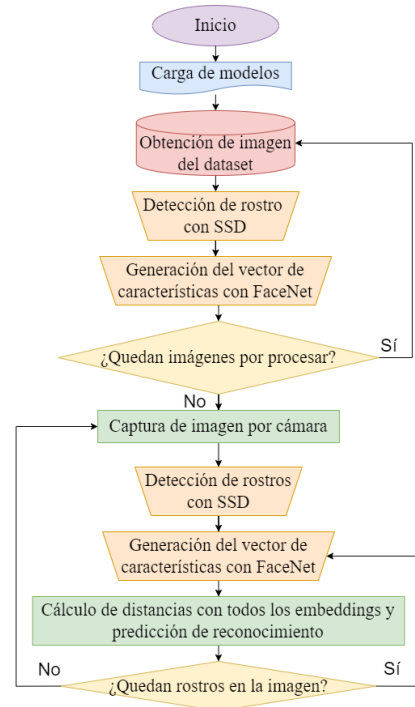 Inicio
Carga de modelos
Obtención de imagen
del dataset
Detección de rostro
con SSD
Generación del vector de
características con FaceNet
¿Quedan imágenes por procesar?
Sí
No
Captura de imagen por cámara
Detección de rostros
con SSD
Generación del vector de
características con FaceNet
Cálculo de distancias con todos los embeddings y
predicción de reconocimiento
No
¿Quedan rostros en la imagen?
Sí